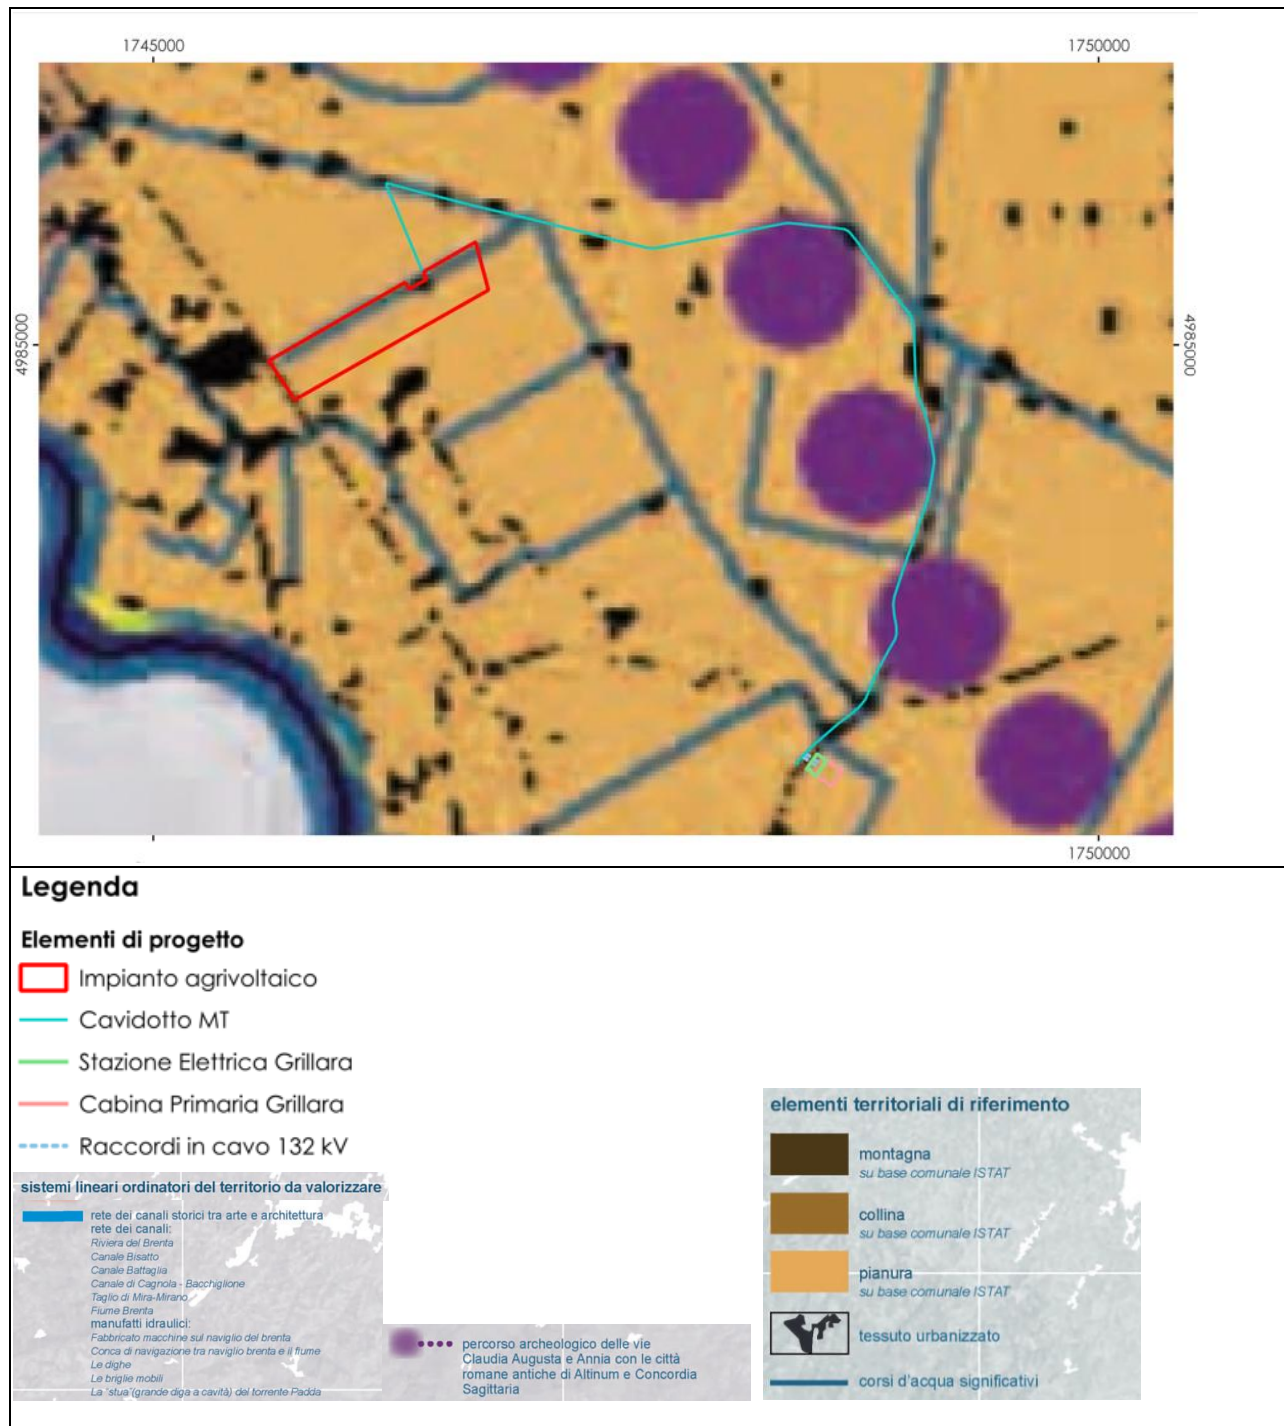 1745000
1750000
4985000
4985000
1750000
Legenda
Elementi di progetto
Impianto agrivoltaico
Cavidotto MT
Stazione Elettrica Grillara
Cabina Primaria Grillara
Raccordi in cavo 132 kV
sistemi lineari ordinatori del territorio da valorizzare
rete dei canali storici tra arte e architettura
rete dei canali:
Riviera del Brenta
Canale Bisatto
Canale Battaglia
Canale di Cagnola - Bacchiglione
Taglio di Mira-Mirano
Fiume Brenta
manufatti idraulici:
Fabbricato macchine sul naviglio del brenta
Conca di navigazione tra naviglio brenta e il fiume
Le dighe
Le briglie mobili
La 'stua'(grande diga a cavità) del torrente Padda
percorso archeologico delle vie
Claudia Augusta e Annia con le città
romane antiche di Altinum e Concordia
Sagittaria
elementi territoriali di riferimento
montagna
su base comunale ISTAT
collina
su base comunale ISTAT
pianura
su base comunale ISTAT
tessuto urbanizzato
corsi d'acqua significativi